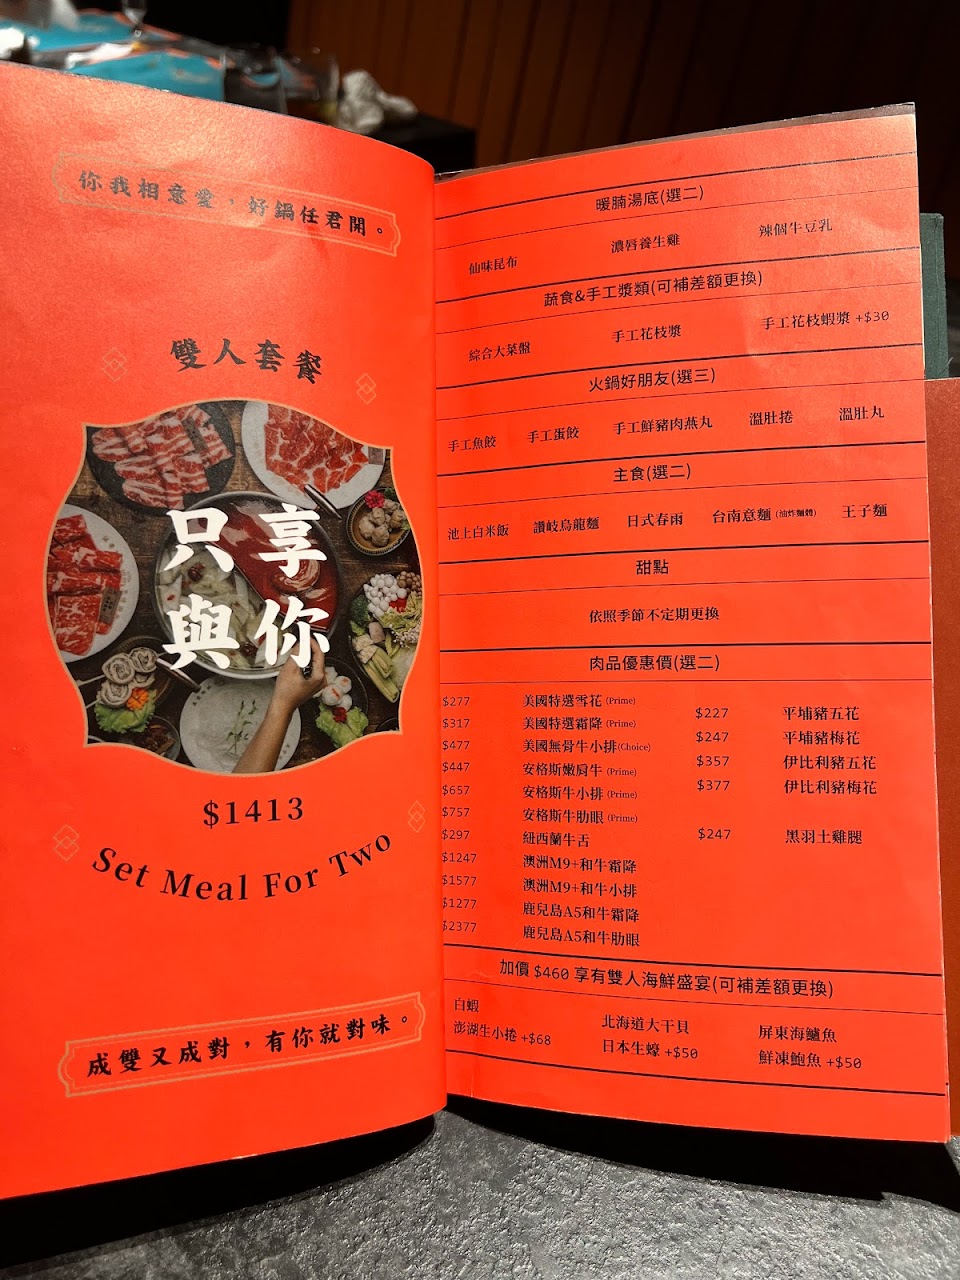 你我相意愛，好鍋任君開。
雙人套餐
只享
與你
$1413
Set Meal For Two
成雙又成對，有你就對味。
暖腩湯底(選二)
仙味昆布 濃唇養生雞 辣個牛豆乳
蔬食&手工漿類(可補差額更換)
綜合大菜盤 手工花枝漿 手工花枝蝦漿 +$30
火鍋好朋友(選三)
手工魚餃 手工蛋餃 手工鮮豬肉燕丸 溫肚捲 溫肚丸
主食(選二)
池上白米飯 讚岐烏龍麵 日式春雨 台南意麵 (油炸麵體) 王子麵
甜點
依照季節不定期更換
肉品優惠價(選二)
$277 美國特選雪花 (Prime)
$317 美國特選霜降 (Prime)
$477 美國無骨牛小排(Choice)
$447 安格斯嫩肩牛 (Prime)
$657 安格斯牛小排 (Prime)
$757 安格斯牛肋眼 (Prime)
$297 紐西蘭牛舌
$1247 澳洲M9+和牛霜降
$1577 澳洲M9+和牛小排
$1277 鹿兒島A5和牛霜降
$2377 鹿兒島A5和牛肋眼
$227 平埔豬五花
$247 平埔豬梅花
$357 伊比利豬五花
$377 伊比利豬梅花
$247 黑羽土雞腿
加價 $460 享有雙人海鮮盛宴(可補差額更換)
白蝦 北海道大干貝 屏東海鱸魚
澎湖生小捲 +$68 日本生蠔 +$50 鮮凍鮑魚 +$50